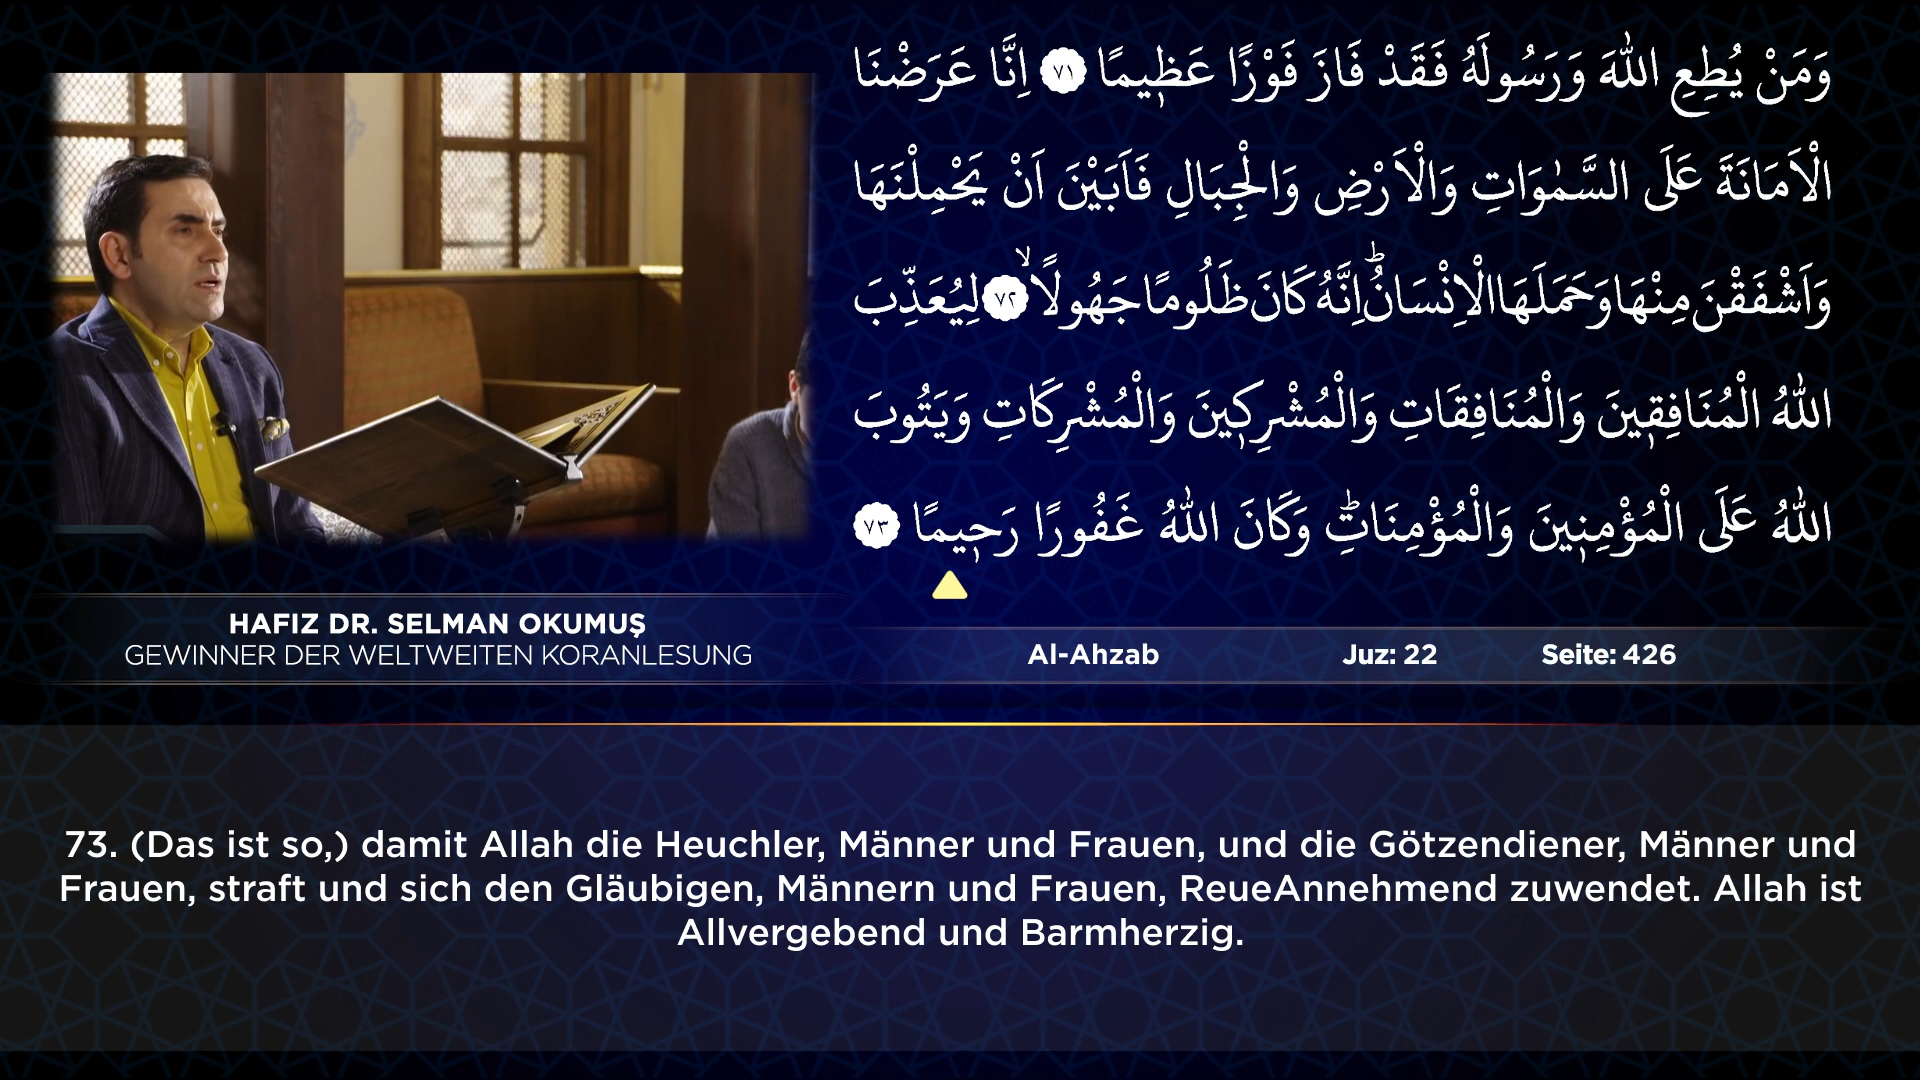 وَمَنْ يُطِعِ اللّٰهَ وَرَسُولَهُ فَقَدْ فَازَ فَوْزًا عَظٖيمًا ﴿٧١﴾ اِنَّا عَرَضْنَا
الْاَمَانَةَ عَلَى السَّمٰوَاتِ وَالْاَرْضِ وَالْجِبَالِ فَاَبَيْنَ اَنْ يَحْمِلْنَهَا
وَاَشْفَقْنَ مِنْهَا وَحَمَلَهَا الْاِنْسَانُؕ اِنَّهُ كَانَ ظَلُومًا جَهُولًاۙ ﴿٧٢﴾ لِيُعَذِّبَ
اللّٰهُ الْمُنَافِقٖينَ وَالْمُنَافِقَاتِ وَالْمُشْرِكٖينَ وَالْمُشْرِكَاتِ وَيَتُوبَ
اللّٰهُ عَلَى الْمُؤْمِنٖينَ وَالْمُؤْمِنَاتِؕ وَكَانَ اللّٰهُ غَفُورًا رَحٖيمًا ﴿٧٣﴾
HAFIZ DR. SELMAN OKUMUŞ
GEWINNER DER WELTWEITEN KORANLESUNG
Al-Ahzab Juz: 22 Seite: 426
73. (Das ist so,) damit Allah die Heuchler, Männer und Frauen, und die Götzendiener, Männer und
Frauen, straft und sich den Gläubigen, Männern und Frauen, ReueAnnehmend zuwendet. Allah ist
Allvergebend und Barmherzig.